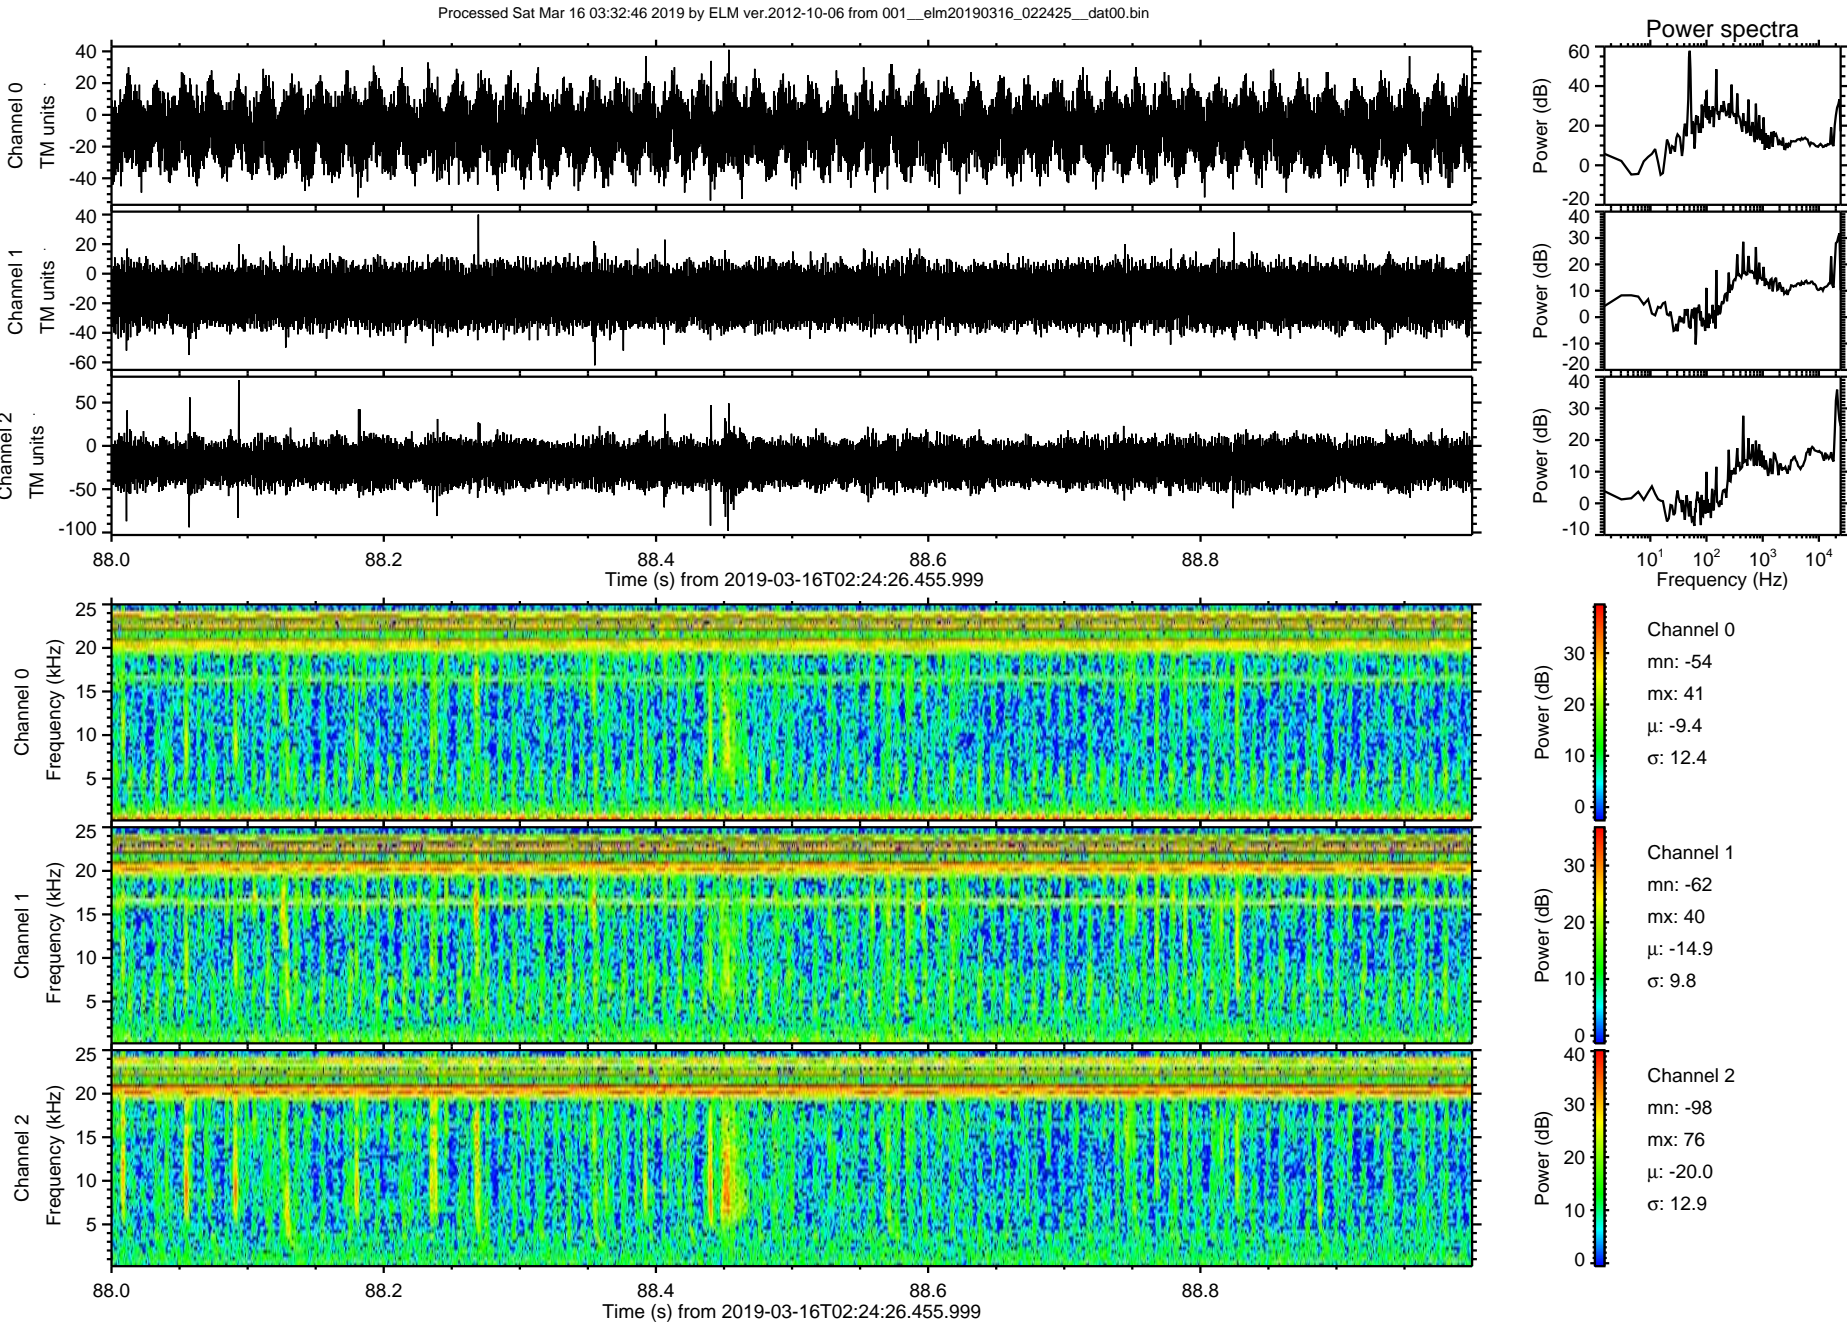 Processed Sat Mar 16 03:32:46 2019 by ELM ver.2012-10-06 from 001__elm20190316_022425__dat00.bin
Power spectra
Channel 0
TM units
40
20
0
-20
-40
Power (dB)
60
40
20
0
-20
Channel 1
TM units
40
20
0
-20
-40
-60
Power (dB)
40
30
20
10
0
-10
-20
Channel 2
TM units
50
0
-50
-100
Power (dB)
40
30
20
10
0
-10
88.0 88.2 88.4 88.6 88.8
Time (s) from 2019-03-16T02:24:26.455.999
10¹ 10² 10³ 10⁴
Frequency (Hz)
Channel 0
Frequency (kHz)
25
20
15
10
5
Power (dB)
30
20
10
0
Channel 0
mn: -54
mx: 41
μ: -9.4
σ: 12.4
Channel 1
Frequency (kHz)
25
20
15
10
5
Power (dB)
30
20
10
0
Channel 1
mn: -62
mx: 40
μ: -14.9
σ: 9.8
Channel 2
Frequency (kHz)
25
20
15
10
5
Power (dB)
40
30
20
10
0
Channel 2
mn: -98
mx: 76
μ: -20.0
σ: 12.9
88.0 88.2 88.4 88.6 88.8
Time (s) from 2019-03-16T02:24:26.455.999